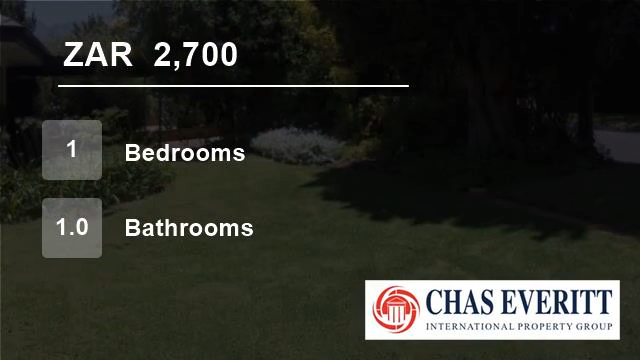 ZAR 2,700
1
Bedrooms
1.0
Bathrooms
CHAS EVERITT
INTERNATIONAL PROPERTY GROUP